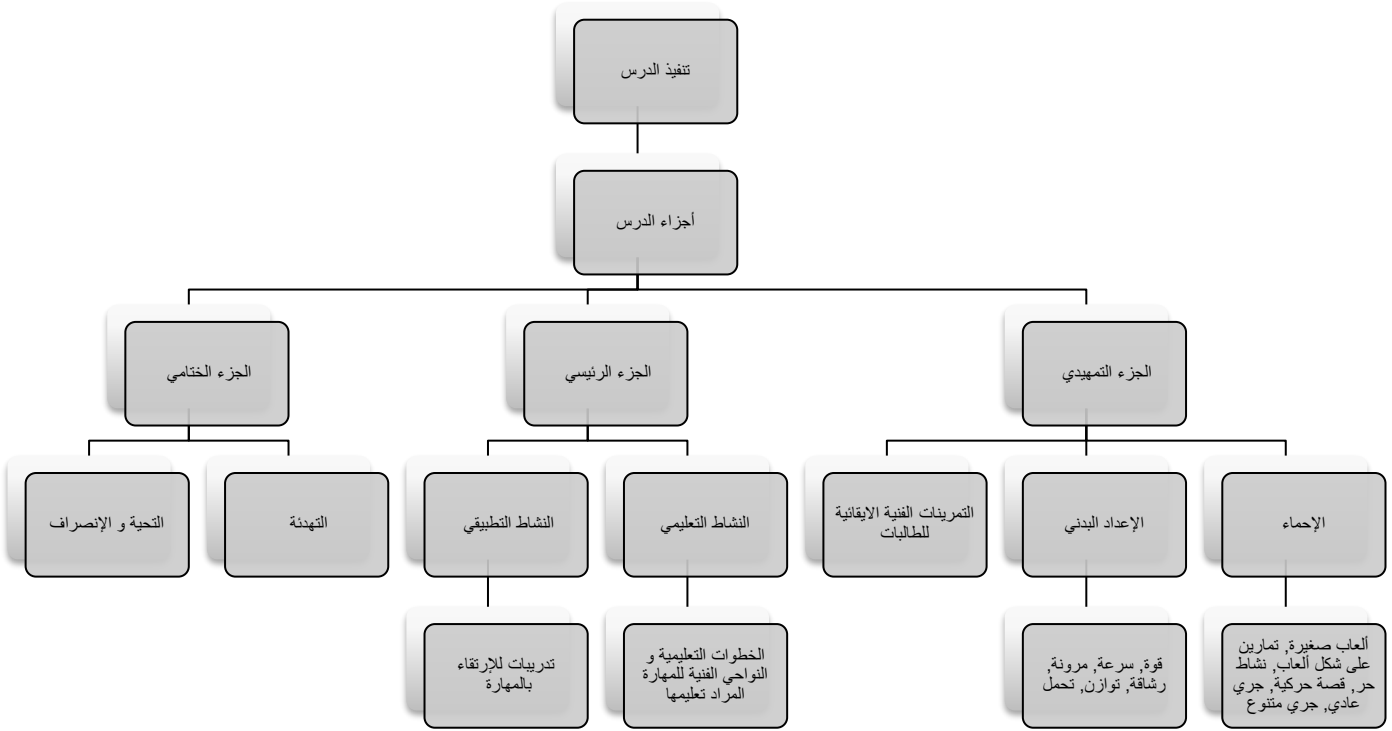 تنفيذ الدرس
أجزاء الدرس
الجزء التمهيدي
الجزء الرئيسي
الجزء الختامي
الإحماء
الإعداد البدني
التمرينات الفنية الايقائية
للطالبات
النشاط التعليمي
النشاط التطبيقي
التهدئة
التحية و الإنصراف
ألعاب صغيرة, تمارين
على شكل ألعاب, نشاط
حر, قصة حركية, جري
عادي, جري متنوع
قوة, سرعة, مرونة,
رشاقة, توازن, تحمل
الخطوات التعليمية و
النواحي الفنية للمهارة
المراد تعليمها
تدريبات للإرتقاء
بالمهارة